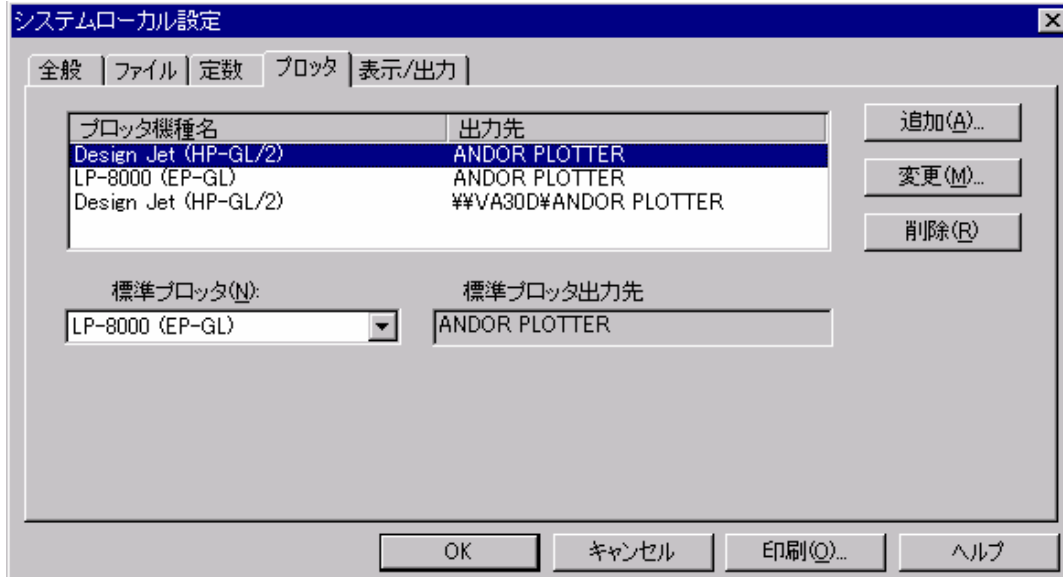 システムローカル設定
全般 ファイル 定数 プロッタ 表示/出力
プロッタ機種名 出力先
Design Jet (HP-GL/2) ANDOR PLOTTER
LP-8000 (EP-GL) ANDOR PLOTTER
Design Jet (HP-GL/2) ¥¥VA30D¥ANDOR PLOTTER
追加(A)...
変更(M)...
削除(R)
標準プロッタ(N): 標準プロッタ出力先
LP-8000 (EP-GL) ANDOR PLOTTER
OK キャンセル 印刷(O)... ヘルプ